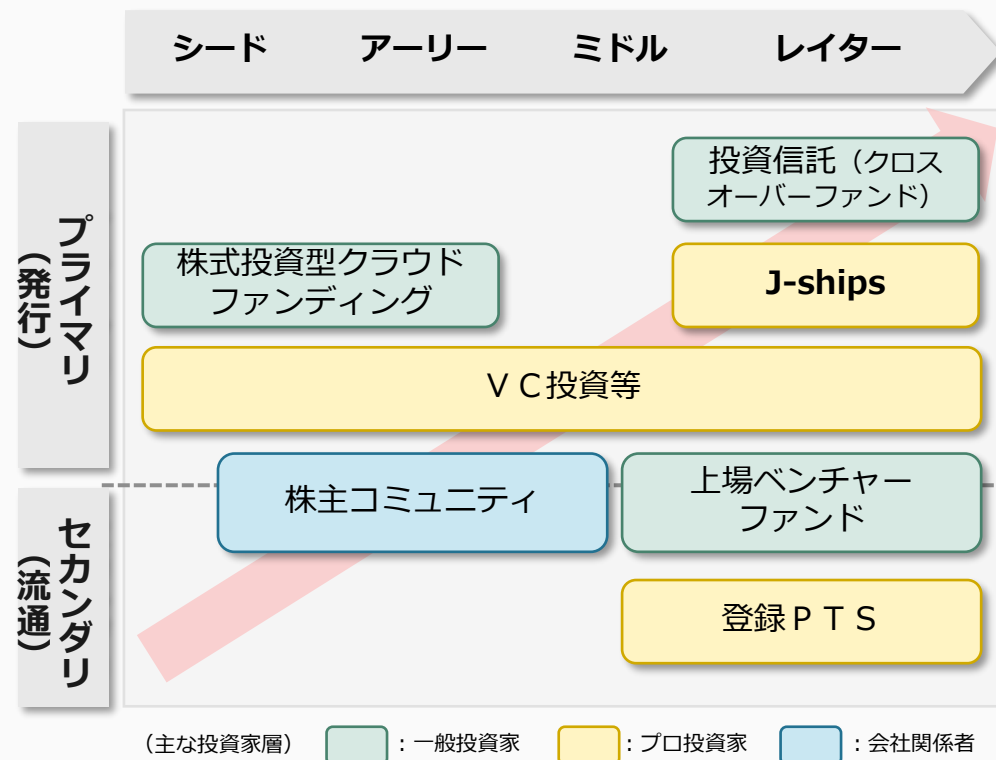 シード アーリー ミドル レイター
プライマリ
（発行）
投資信託（クロス
オーバーファンド）
株式投資型クラウド
ファンディング
J-ships
ＶＣ投資等
株主コミュニティ
上場ベンチャー
ファンド
セカンダリ
（流通）
登録ＰＴＳ
（主な投資家層） ：一般投資家 ：プロ投資家 ：会社関係者